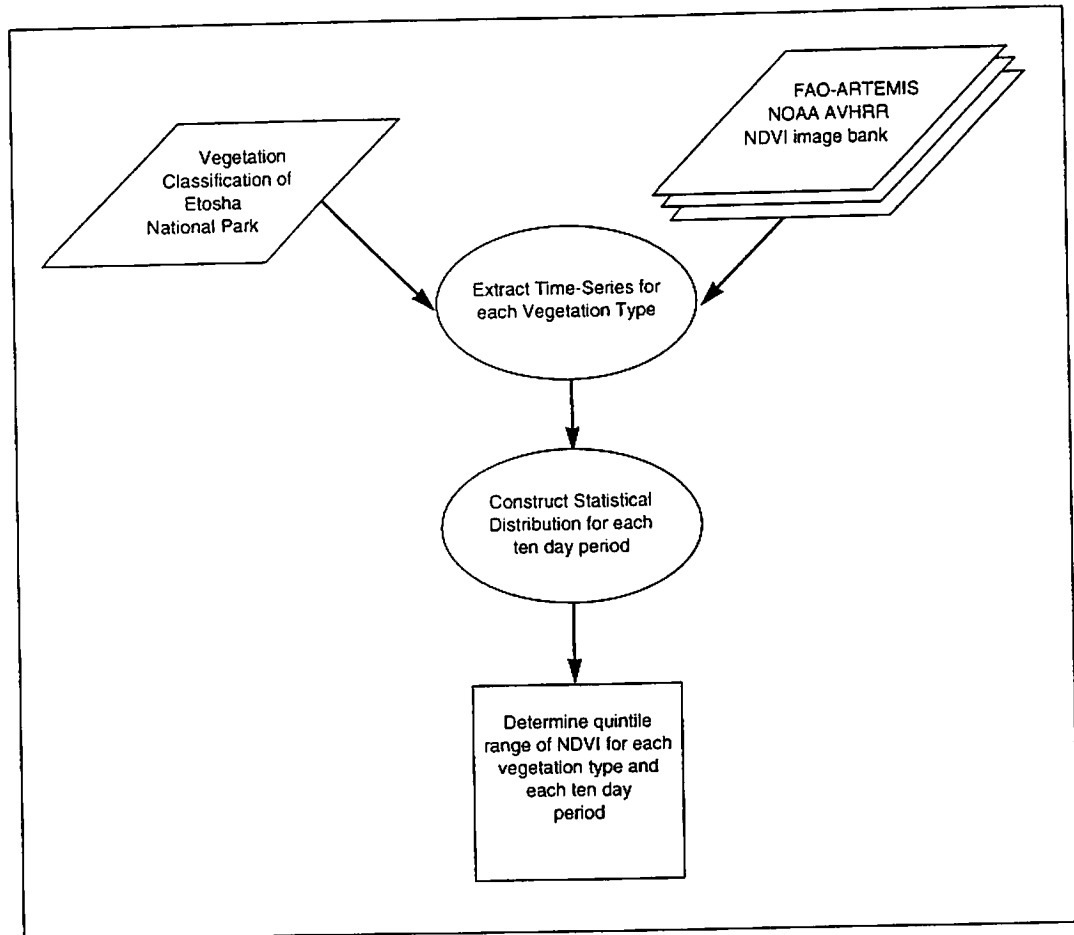 Vegetation
Classification of
Etosha
National Park
FAO-ARTEMIS
NOAA AVHRR
NDVI image bank
Extract Time-Series for
each Vegetation Type
Construct Statistical
Distribution for each
ten day period
Determine quintile
range of NDVI for each
vegetation type and
each ten day
period